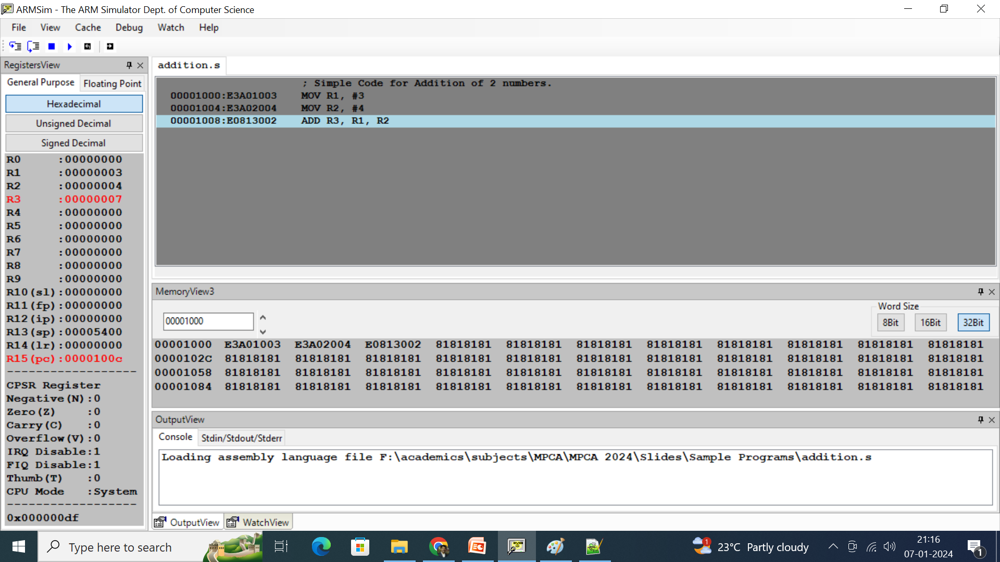 ARMSim - The ARM Simulator Dept. of Computer Science
File View Cache Debug Watch Help
RegistersView
General Purpose Floating Point
Hexadecimal
Unsigned Decimal
Signed Decimal
R0 :00000000
R1 :00000003
R2 :00000004
R3 :00000007
R4 :00000000
R5 :00000000
R6 :00000000
R7 :00000000
R8 :00000000
R9 :00000000
R10(sl):00000000
R11(fp):00000000
R12(ip):00000000
R13(sp):00005400
R14(lr):00000000
R15(pc):0000100c
-------------------
CPSR Register
Negative(N):0
Zero(Z) :0
Carry(C) :0
Overflow(V):0
IRQ Disable:1
FIQ Disable:1
Thumb(T) :0
CPU Mode :System
-------------------
0x000000df
addition.s
; Simple Code for Addition of 2 numbers.
00001000:E3A01003 MOV R1, #3
00001004:E3A02004 MOV R2, #4
00001008:E0813002 ADD R3, R1, R2
MemoryView3
00001000
Word Size
8Bit 16Bit 32Bit
00001000 E3A01003 E3A02004 E0813002 81818181 81818181 81818181 81818181 81818181 81818181 81818181 81818181
0000102C 81818181 81818181 81818181 81818181 81818181 81818181 81818181 81818181 81818181 81818181 81818181
00001058 81818181 81818181 81818181 81818181 81818181 81818181 81818181 81818181 81818181 81818181 81818181
00001084 81818181 81818181 81818181 81818181 81818181 81818181 81818181 81818181 81818181 81818181 81818181
OutputView
Console Stdin/Stdout/Stderr
Loading assembly language file F:\academics\subjects\MPCA\MPCA 2024\Slides\Sample Programs\addition.s
OutputView WatchView
Type here to search
1
23°C Partly cloudy
21:16
07-01-2024
1